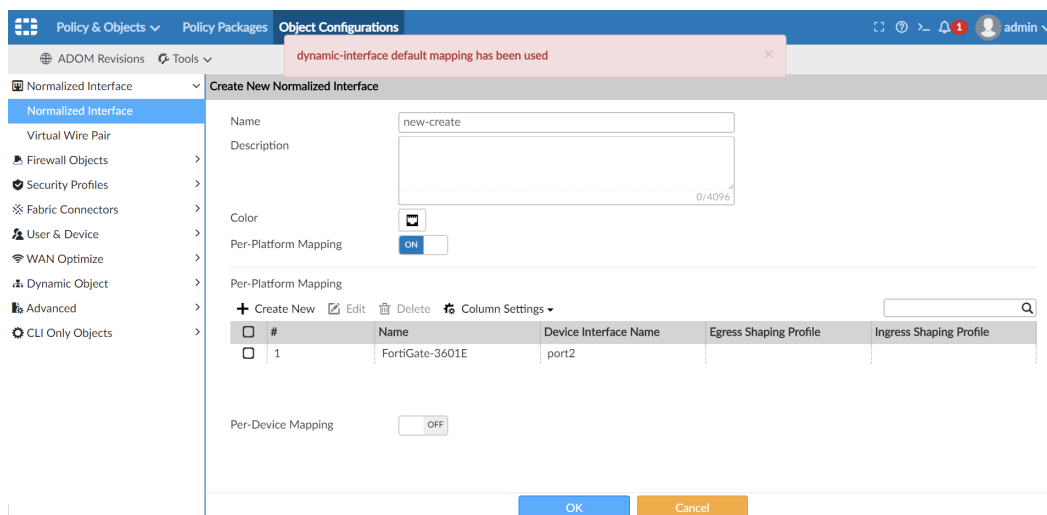 Policy & Objects Policy Packages Object Configurations 1 admin
ADOM Revisions Tools
dynamic-interface default mapping has been used
Normalized Interface
Normalized Interface
Virtual Wire Pair
Firewall Objects
Security Profiles
Fabric Connectors
User & Device
WAN Optimize
Dynamic Object
Advanced
CLI Only Objects
Create New Normalized Interface
Name new-create
Description
0/4096
Color
Per-Platform Mapping ON
Per-Platform Mapping
Create New Edit Delete Column Settings
# Name Device Interface Name Egress Shaping Profile Ingress Shaping Profile
1 FortiGate-3601E port2
Per-Device Mapping OFF
OK Cancel